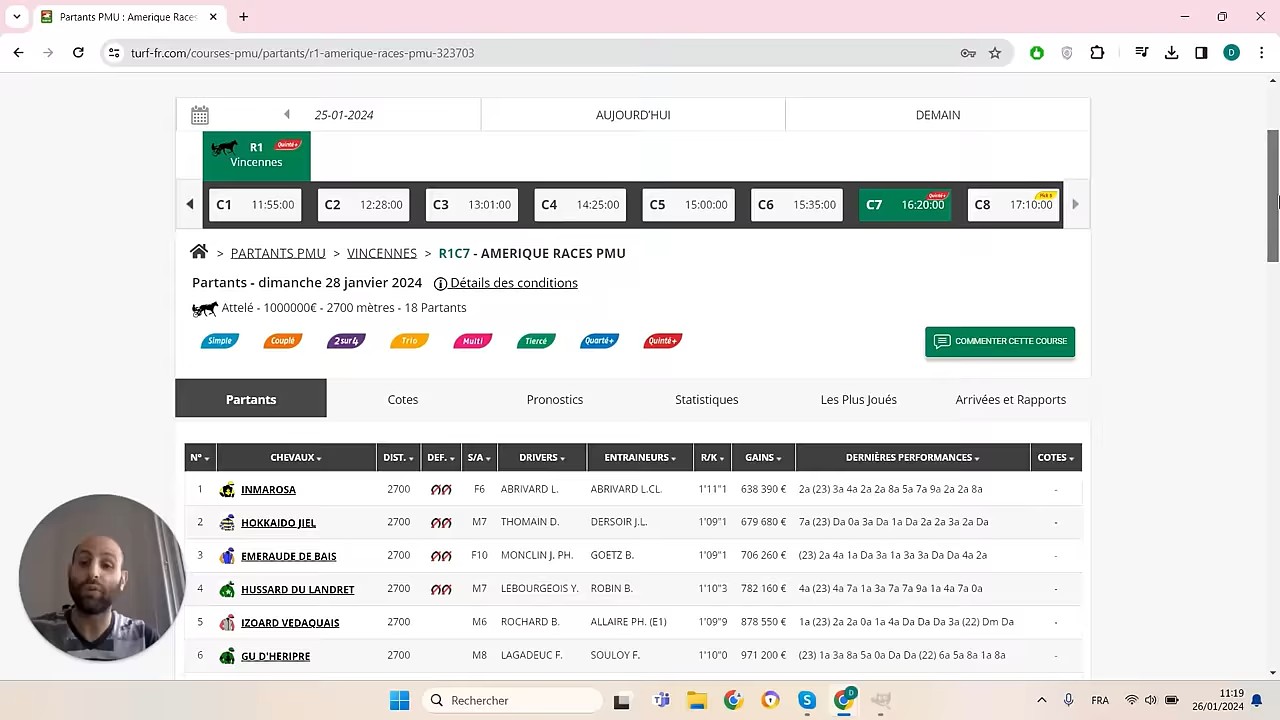 Partants PMU : Amerique Races
turf-fr.com/courses-pmu/partants/r1-amerique-races-pmu-323703
D
25-01-2024 AUJOURD'HUI DEMAIN
R1 Quinté+
Vincennes
C1 11:55:00 C2 12:28:00 C3 13:01:00 C4 14:25:00 C5 15:00:00 C6 15:35:00 C7 16:20:00 Quinté+ C8 17:10:00
> PARTANTS PMU > VINCENNES > R1C7 - AMERIQUE RACES PMU
Partants - dimanche 28 janvier 2024 Détails des conditions
Attelé - 1000000€ - 2700 mètres - 18 Partants
Simple Couplé 2sur4 Trio Multi Tiercé Quarté+ Quinté+
COMMENTER CETTE COURSE
Partants Cotes Pronostics Statistiques Les Plus Joués Arrivées et Rapports
N° CHEVAUX DIST. DEF. S/A DRIVERS ENTRAINEURS R/K GAINS DERNIÈRES PERFORMANCES COTES
1 INMAROSA 2700 F6 ABRIVARD L. ABRIVARD L.CL. 1'11"1 638 390 € 2a (23) 3a 4a 2a 2a 8a 5a 7a 9a 2a 2a 8a -
2 HOKKAIDO JIEL 2700 M7 THOMAIN D. DERSOIR J.L. 1'09"1 679 680 € 7a (23) Da 0a 3a Da 1a Da 2a 2a 3a 2a Da -
3 EMERAUDE DE BAIS 2700 F10 MONCLIN J. PH. GOETZ B. 1'09"1 706 260 € (23) 2a 4a 1a Da 3a 1a 3a 3a Da Da 4a 2a -
4 HUSSARD DU LANDRET 2700 M7 LEBOURGEOIS Y. ROBIN B. 1'10"3 782 160 € 4a (23) 4a 7a 1a 3a 7a 7a 9a 1a 4a 7a 0a -
5 IZOARD VEDAQUAIS 2700 M6 ROCHARD B. ALLAIRE PH. (E1) 1'09"9 878 550 € 1a (23) 2a 2a 0a 1a 4a Da Da Da 3a (22) Dm Da -
6 GU D'HERIPRE 2700 M8 LAGADEUC F. SOULOY F. 1'10"0 971 200 € (23) 1a 3a 8a 5a 0a Da Da (22) 6a 5a 8a 1a 8a -
Rechercher
D
FRA
11:19
26/01/2024